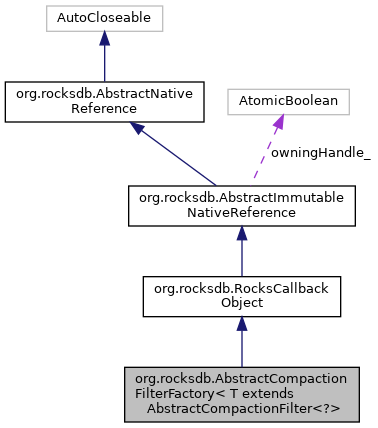 AutoCloseable
org.rocksdb.AbstractNative
Reference
AtomicBoolean
owningHandle_
org.rocksdb.AbstractImmutable
NativeReference
org.rocksdb.RocksCallback
Object
org.rocksdb.AbstractCompaction
FilterFactory< T extends
AbstractCompactionFilter<?>